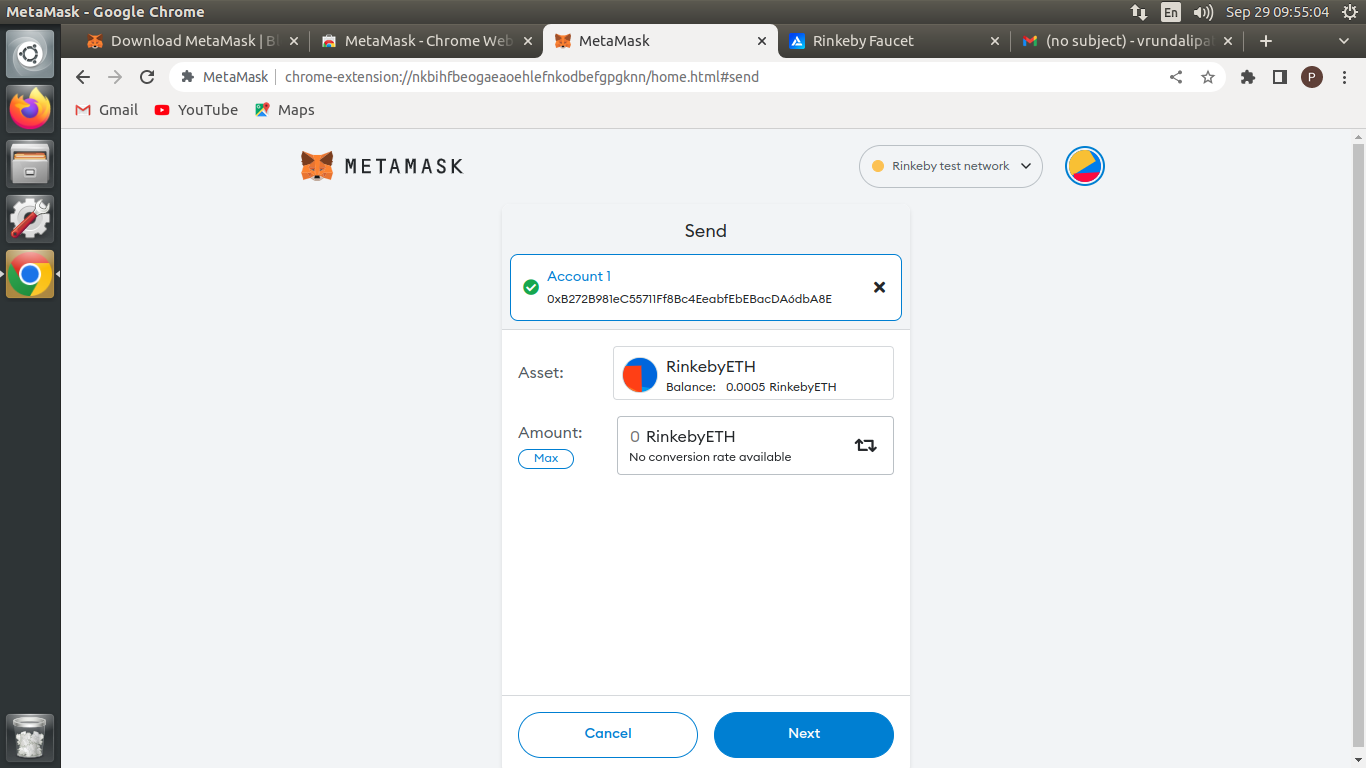 MetaMask - Google Chrome
En
Sep 29 09:55:04
Download MetaMask | Bl
MetaMask - Chrome Web
MetaMask
Rinkeby Faucet
(no subject) - vrundalipat
MetaMask
chrome-extension://nkbihfbeogaeaoehlefnkodbefgpgknn/home.html#send
P
Gmail
YouTube
Maps
METAMASK
Rinkeby test network
Send
Account 1
0xB272B981eC55711Ff8Bc4EeabfEbEBacDA6dbA8E
Asset:
RinkebyETH
Balance: 0.0005 RinkebyETH
Amount:
Max
0 RinkebyETH
No conversion rate available
Cancel
Next